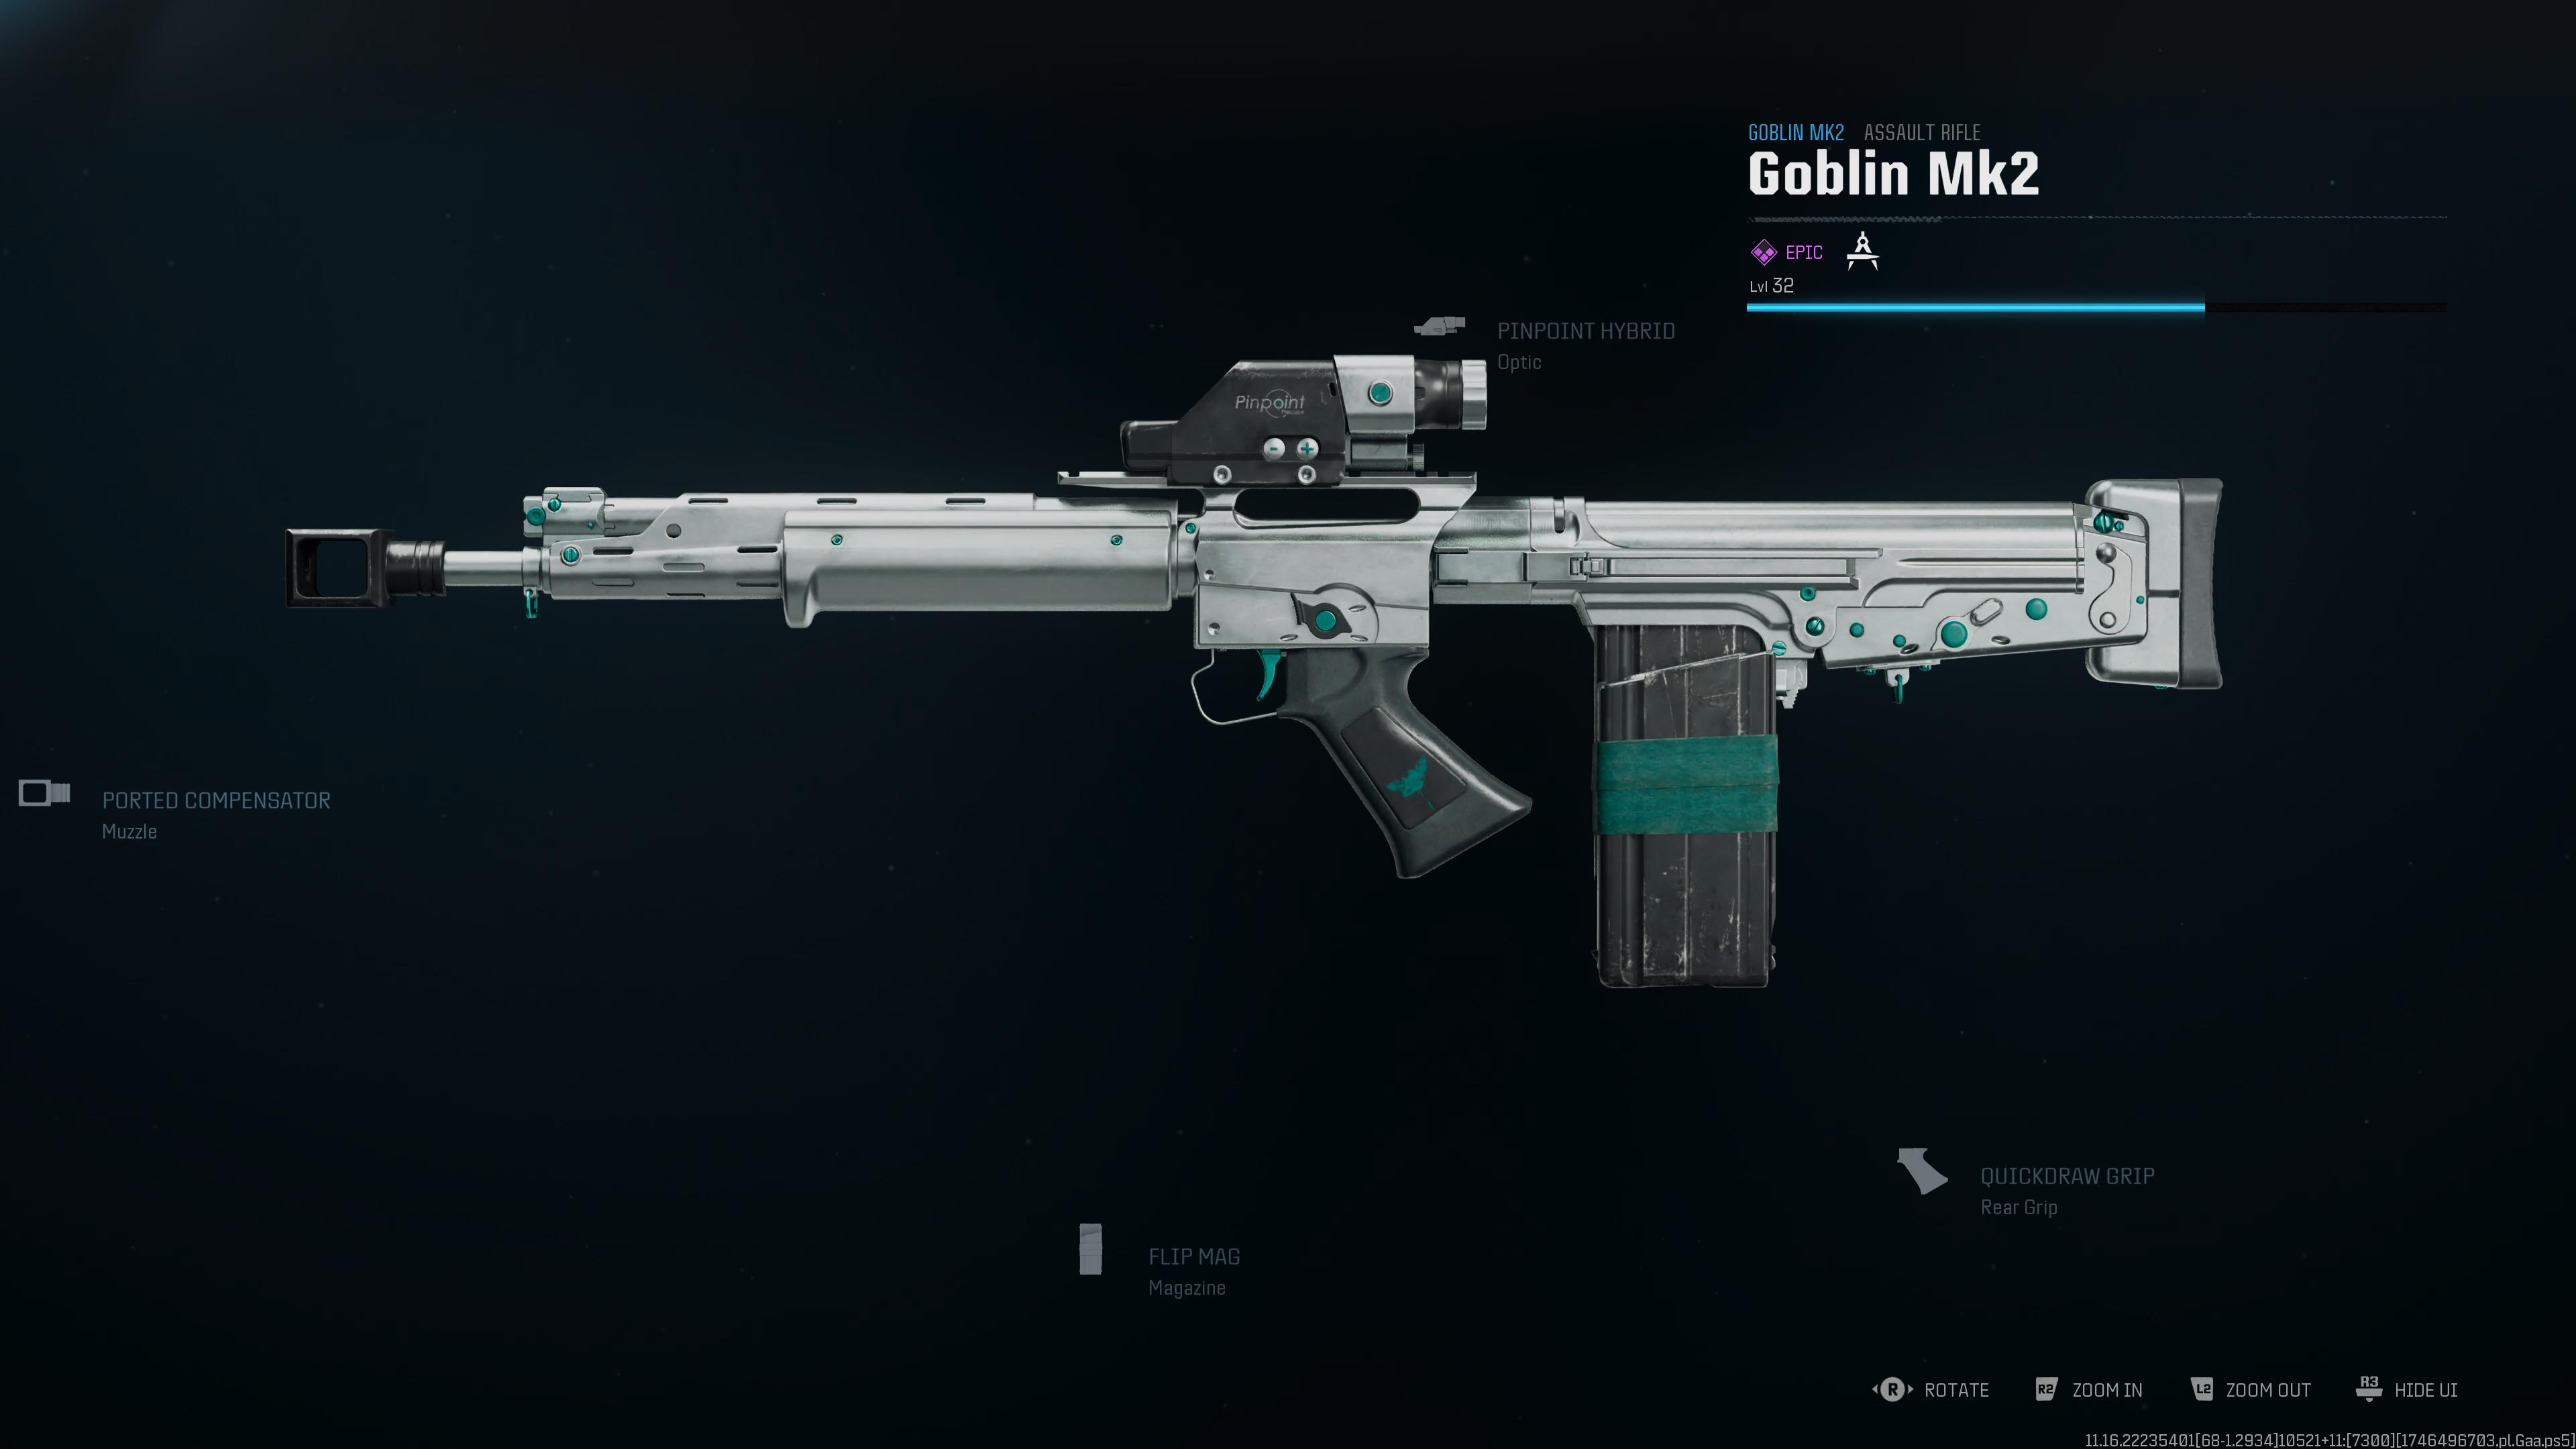 GOBLIN MK2 ASSAULT RIFLE
Goblin Mk2
EPIC
Lvl 32
PINPOINT HYBRID
Optic
Pinpoint
PORTED COMPENSATOR
Muzzle
QUICKDRAW GRIP
Rear Grip
FLIP MAG
Magazine
R ROTATE R2 ZOOM IN L2 ZOOM OUT R3 HIDE UI
11.16.22235401[68-1.2934]10521+11:[7300][1746496703.pl.Gaa.ps5]